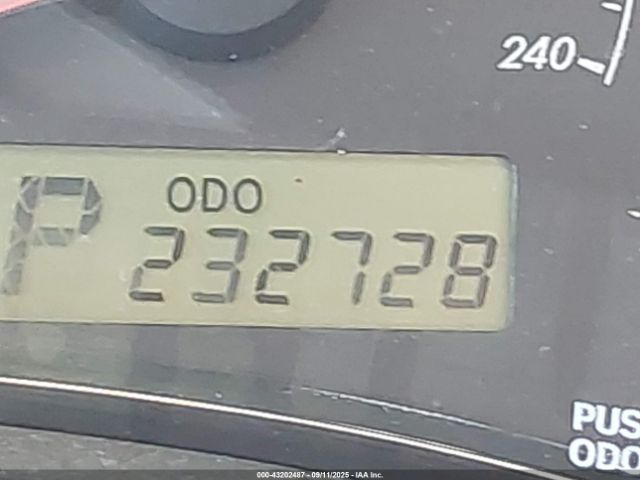 240
P
ODO
232728
PUS
ODO
000-43202487 - 09/11/2025 - IAA Inc.